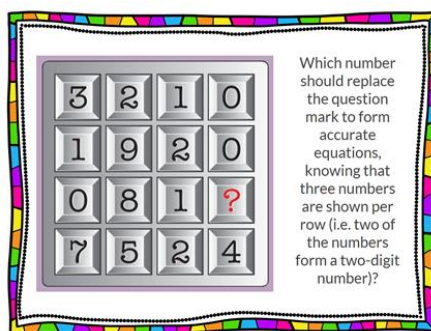 3 2 1 0
1 9 2 0
0 8 1 ?
7 5 2 4
Which number
should replace
the question
mark to form
accurate
equations,
knowing that
three numbers
are shown per
row (i.e. two of
the numbers
form a two-digit
number)?